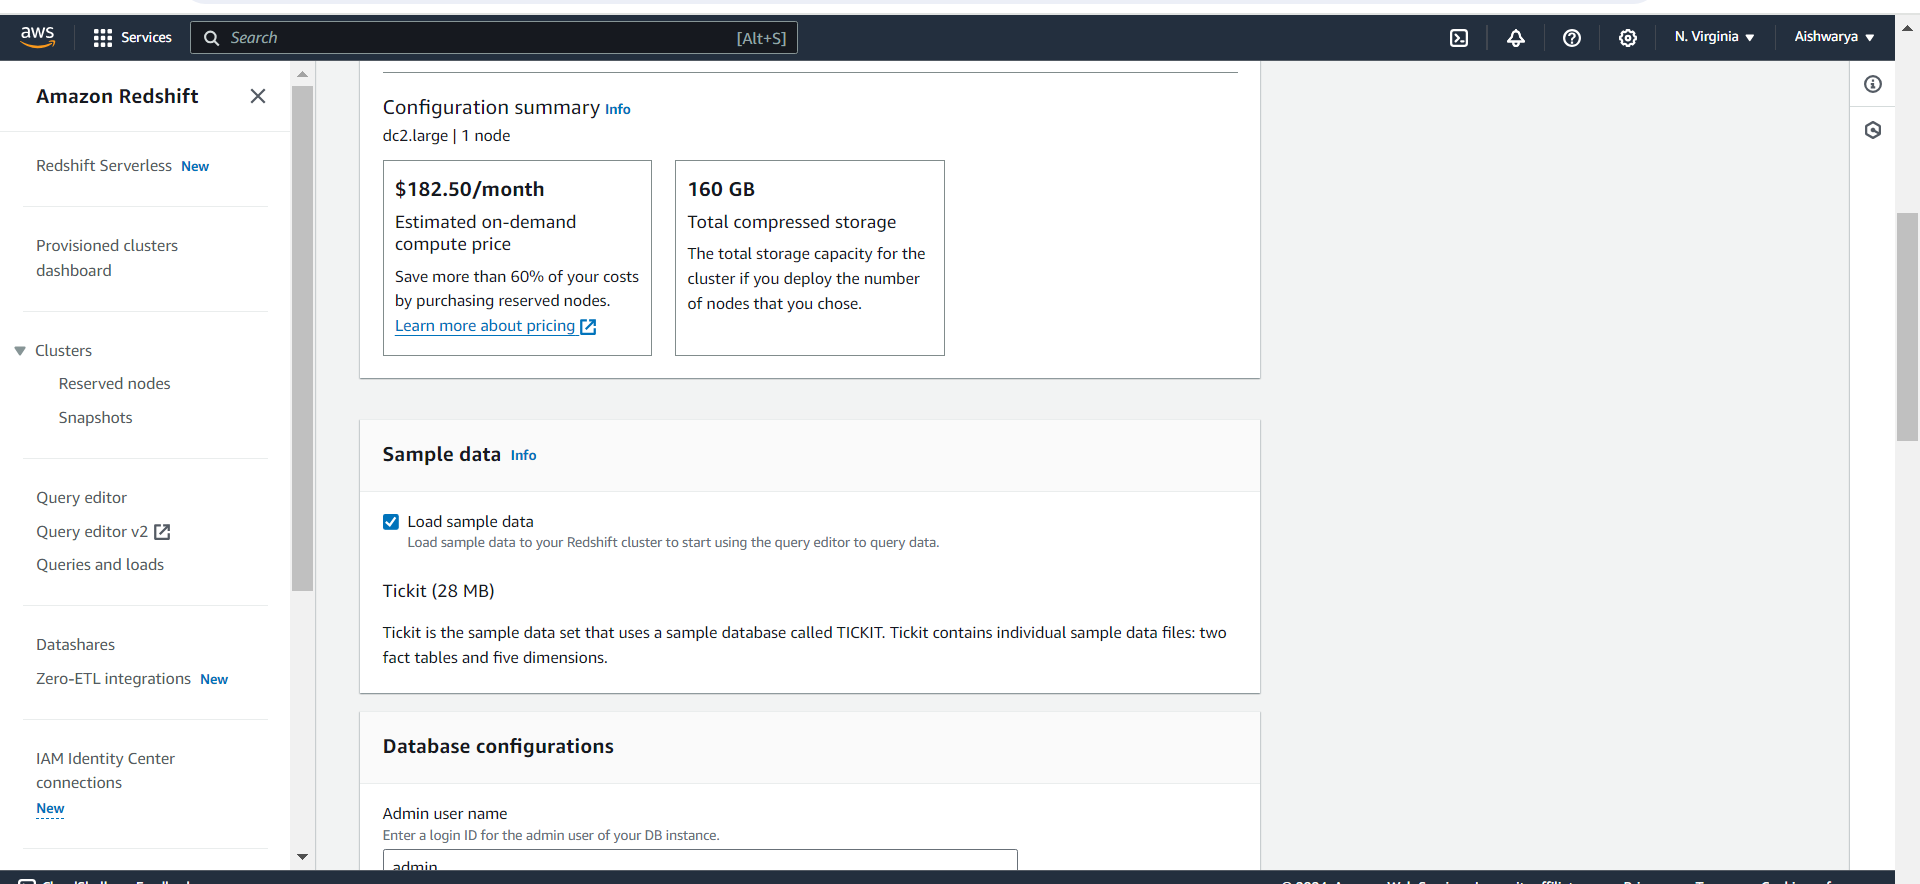 aws
Services
Search
[Alt+S]
N. Virginia
Aishwarya
Amazon Redshift
Redshift Serverless New
Provisioned clusters
dashboard
Clusters
Reserved nodes
Snapshots
Query editor
Query editor v2
Queries and loads
Datashares
Zero-ETL integrations New
IAM Identity Center
connections
New
Configuration summary Info
dc2.large | 1 node
$182.50/month
Estimated on-demand
compute price
Save more than 60% of your costs
by purchasing reserved nodes.
Learn more about pricing
160 GB
Total compressed storage
The total storage capacity for the
cluster if you deploy the number
of nodes that you chose.
Sample data Info
Load sample data
Load sample data to your Redshift cluster to start using the query editor to query data.
Tickit (28 MB)
Tickit is the sample data set that uses a sample database called TICKIT. Tickit contains individual sample data files: two
fact tables and five dimensions.
Database configurations
Admin user name
Enter a login ID for the admin user of your DB instance.
admin